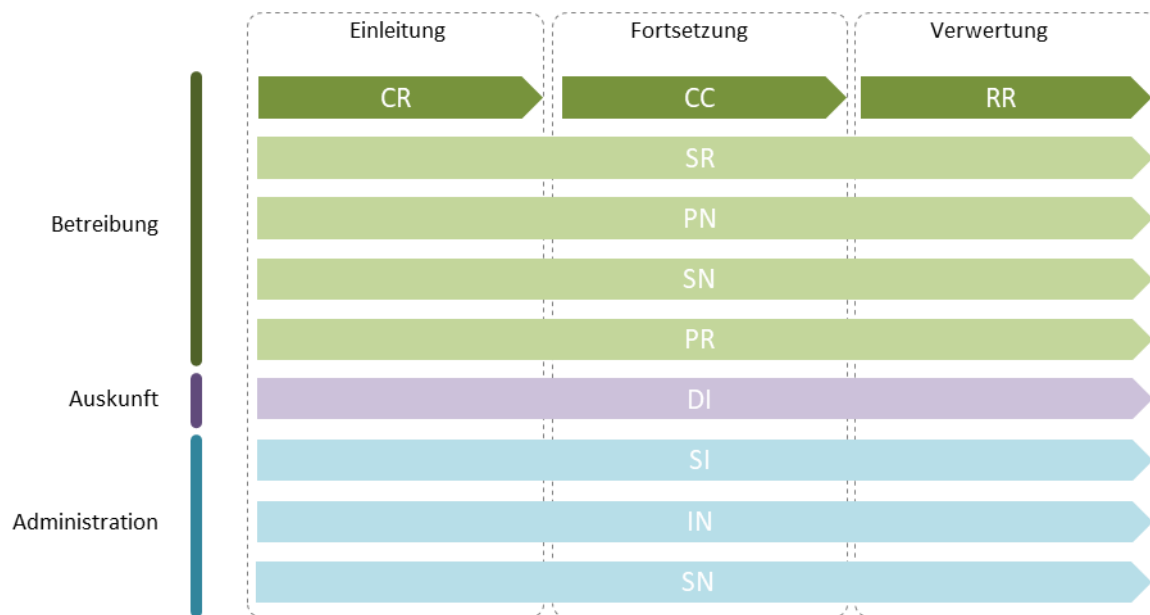 Einleitung Fortsetzung Verwertung
CR CC RR
SR
PN
Betreibung
SN
PR
Auskunft DI
SI
Administration IN
SN